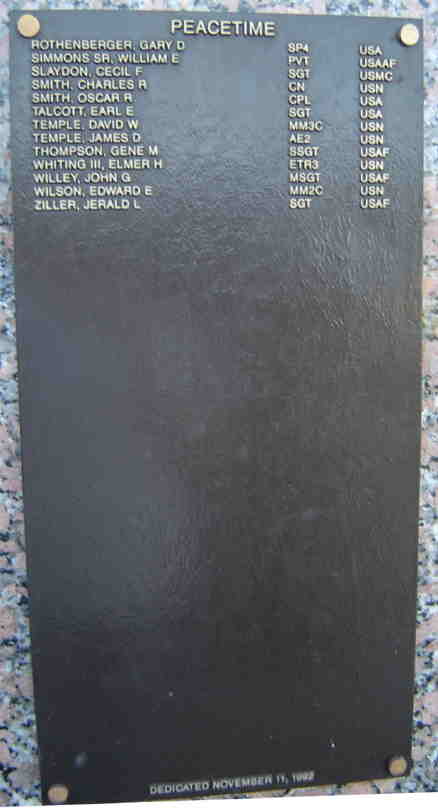 PEACETIME
ROTHENBERGER, GARY D SP4 USA
SIMMONS SR, WILLIAM E PVT USAAF
SLAYDON, CECIL F SGT USMC
SMITH, CHARLES R CN USN
SMITH, OSCAR R CPL USA
TALCOTT, EARL E SGT USA
TEMPLE, DAVID W MM3C USN
TEMPLE, JAMES D AE2 USN
THOMPSON, GENE M SSGT USAF
WHITING III, ELMER H ETR3 USN
WILLEY, JOHN G MSGT USAF
WILSON, EDWARD E MM2C USN
ZILLER, JERALD L SGT USAF
DEDICATED NOVEMBER 11, 1992